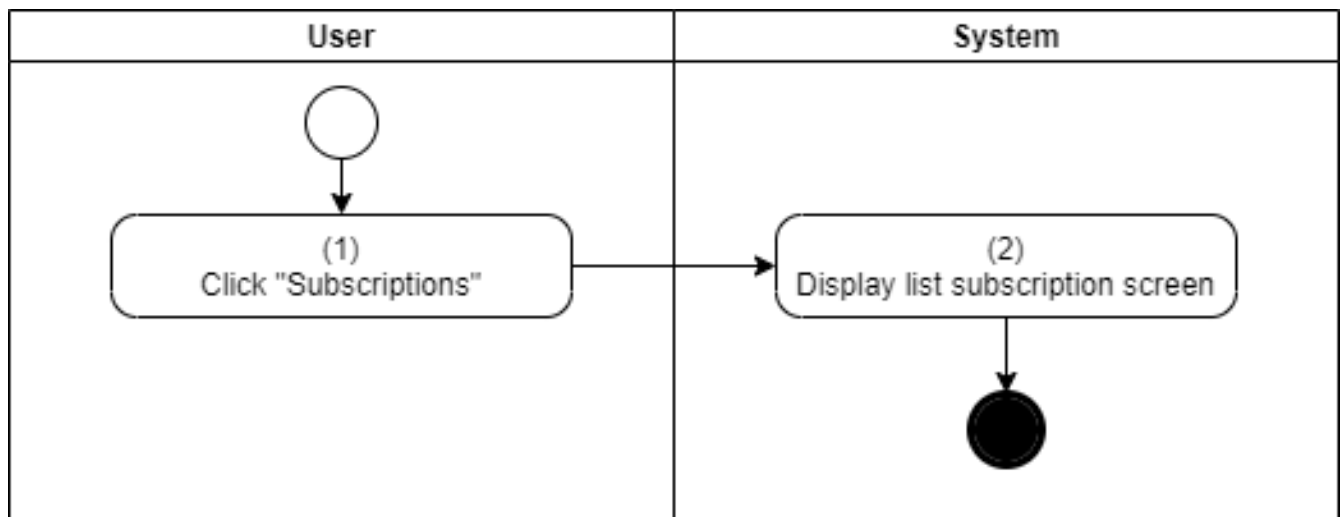 User
System
(1)
Click "Subscriptions"
(2)
Display list subscription screen